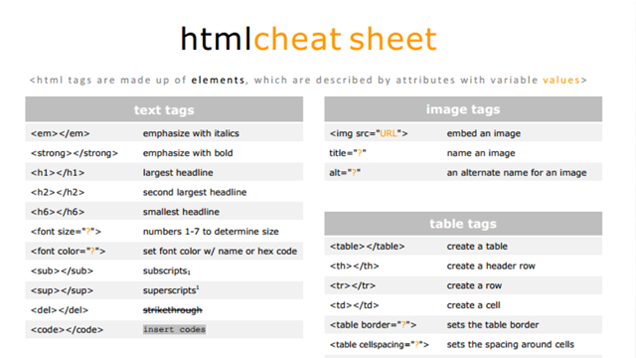 htmlcheat sheet
<html tags are made up of elements, which are described by attributes with variable values>
text tags
<em></em> emphasize with italics
<strong></strong> emphasize with bold
<h1></h1> largest headline
<h2></h2> second largest headline
<h6></h6> smallest headline
<font size="?"> numbers 1-7 to determine size
<font color="?"> set font color w/ name or hex code
<sub></sub> subscripts₁
<sup></sup> superscripts¹
<del></del> strikethrough
<code></code> insert codes
image tags
<img src="URL"> embed an image
title="?" name an image
alt="?" an alternate name for an image
table tags
<table></table> create a table
<th></th> create a header row
<tr></tr> create a row
<td></td> create a cell
<table border="?"> sets the table border
<table cellspacing="?"> sets the spacing around cells